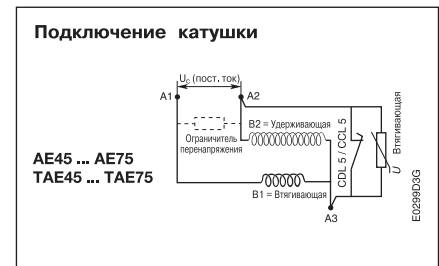 Подключение катушки
Uc (пост. ток)
A1
A2
B2 = Удерживающая
Ограничитель
перенапряжения
AE45 ... AE75
TAE45 ... TAE75
B1 = Втягивающая
A3
CDL 5 / CCL 5
U
Втягивающая
E0299D3G